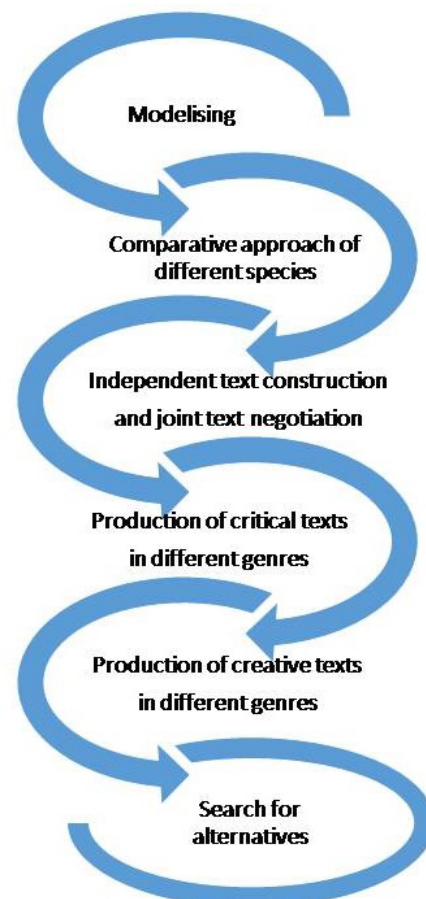 Modelising
Comparative approach of
different species
Independent text construction
and joint text negotiation
Production of critical texts
in different genres
Production of creative texts
in different genres
Search for
alternatives